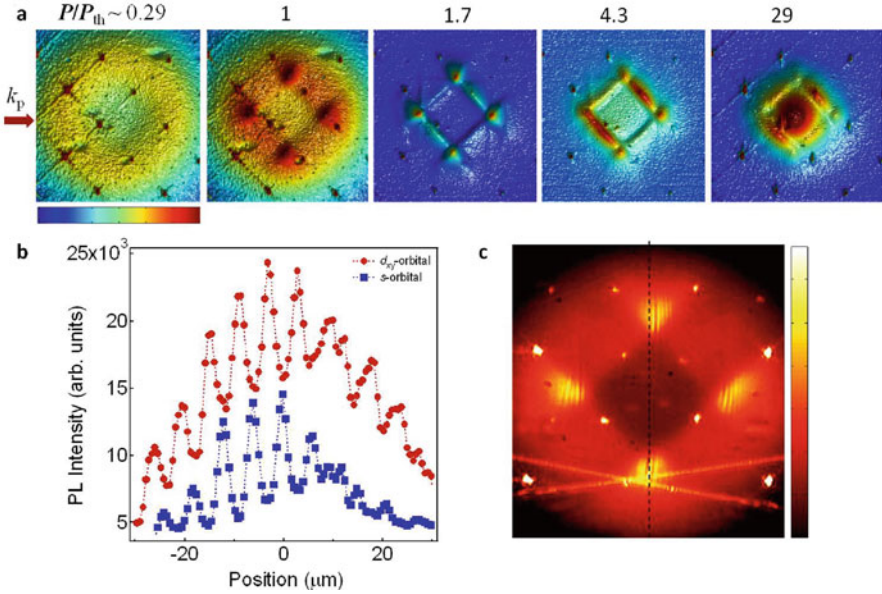 a P/Pth ~ 0.29 1 1.7 4.3 29
kp
b
c
25x10³
20
15
10
5
PL Intensity (arb. units)
dxy-orbital
s-orbital
-20 0 20
Position (μm)